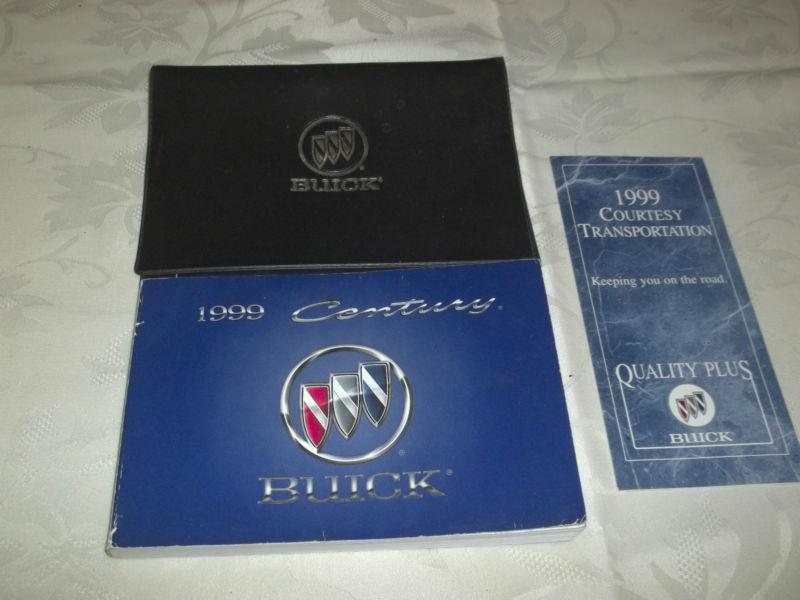 BUICK
1999 Century
BUICK
1999
COURTESY
TRANSPORTATION
Keeping you on the road.
QUALITY PLUS
BUICK